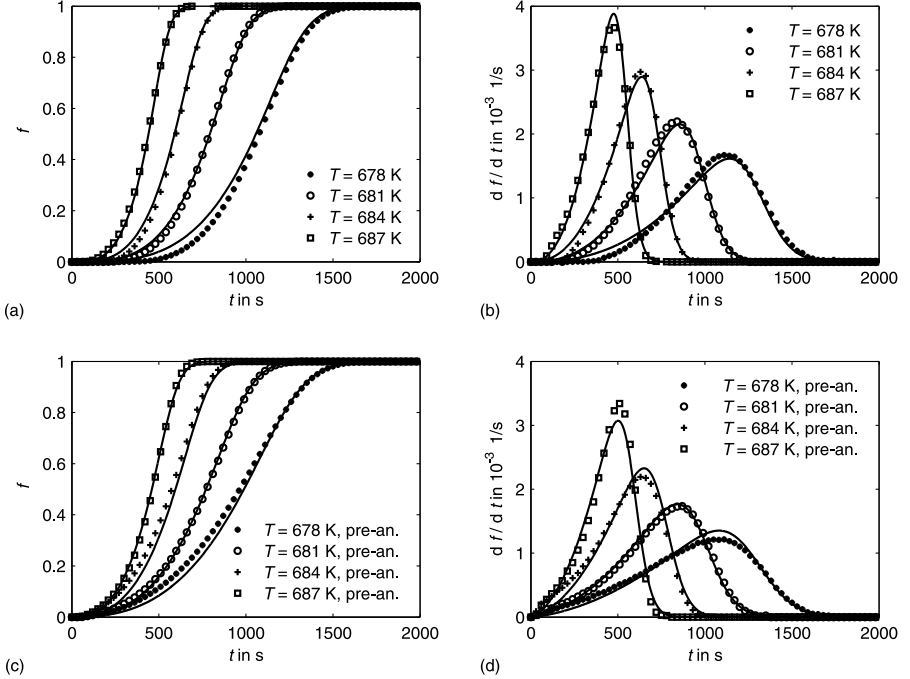 1
0.8
0.6
0.4
0.2
0
f
0 500 1000 1500 2000
t in s
T = 678 K
T = 681 K
T = 684 K
T = 687 K
(a)
4
3
2
1
0
d f / d t in 10⁻³ 1/s
0 500 1000 1500 2000
t in s
T = 678 K
T = 681 K
T = 684 K
T = 687 K
(b)
1
0.8
0.6
0.4
0.2
0
f
0 500 1000 1500 2000
t in s
T = 678 K, pre-an.
T = 681 K, pre-an.
T = 684 K, pre-an.
T = 687 K, pre-an.
(c)
4
3
2
1
0
d f / d t in 10⁻³ 1/s
0 500 1000 1500 2000
t in s
T = 678 K, pre-an.
T = 681 K, pre-an.
T = 684 K, pre-an.
T = 687 K, pre-an.
(d)